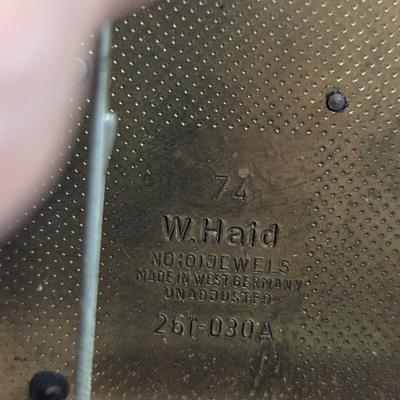 74
W.Haid
NO(0)JEWELS
MADE IN WEST GERMANY
UNADJUSTED
261-030A